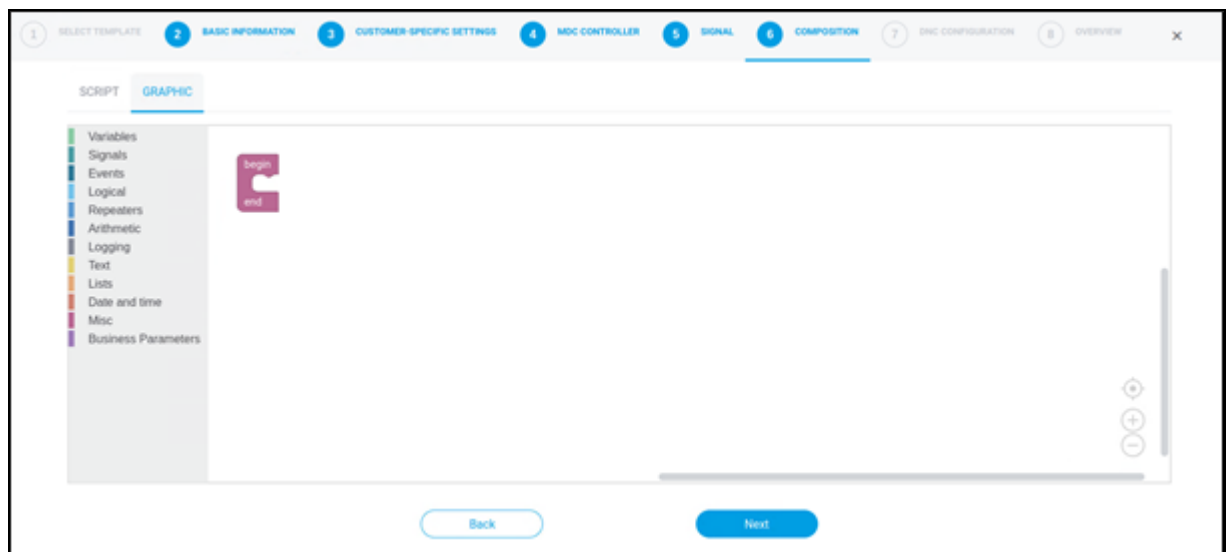 1 SELECT TEMPLATE 2 BASIC INFORMATION 3 CUSTOMER-SPECIFIC SETTINGS 4 MDC CONTROLLER 5 SIGNAL 6 COMPOSITION 7 DNC CONFIGURATION 8 OVERVIEW
SCRIPT GRAPHIC
Variables
Signals
Events
Logical
Repeaters
Arithmetic
Logging
Text
Lists
Date and time
Misc
Business Parameters
begin
end
Back Next